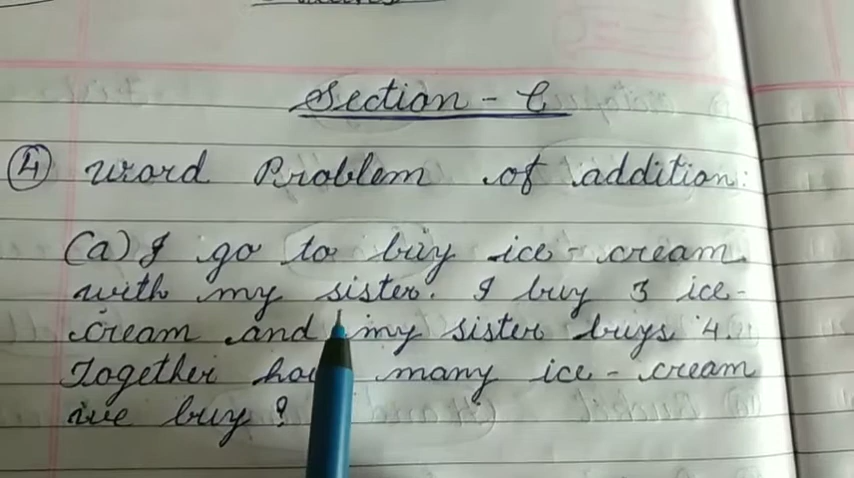 Section - C
④ Word Problem of addition:
(a) I go to buy ice - cream
with my sister. I buy 3 ice-
cream and my sister buys 4.
Together how many ice - cream
we buy ?